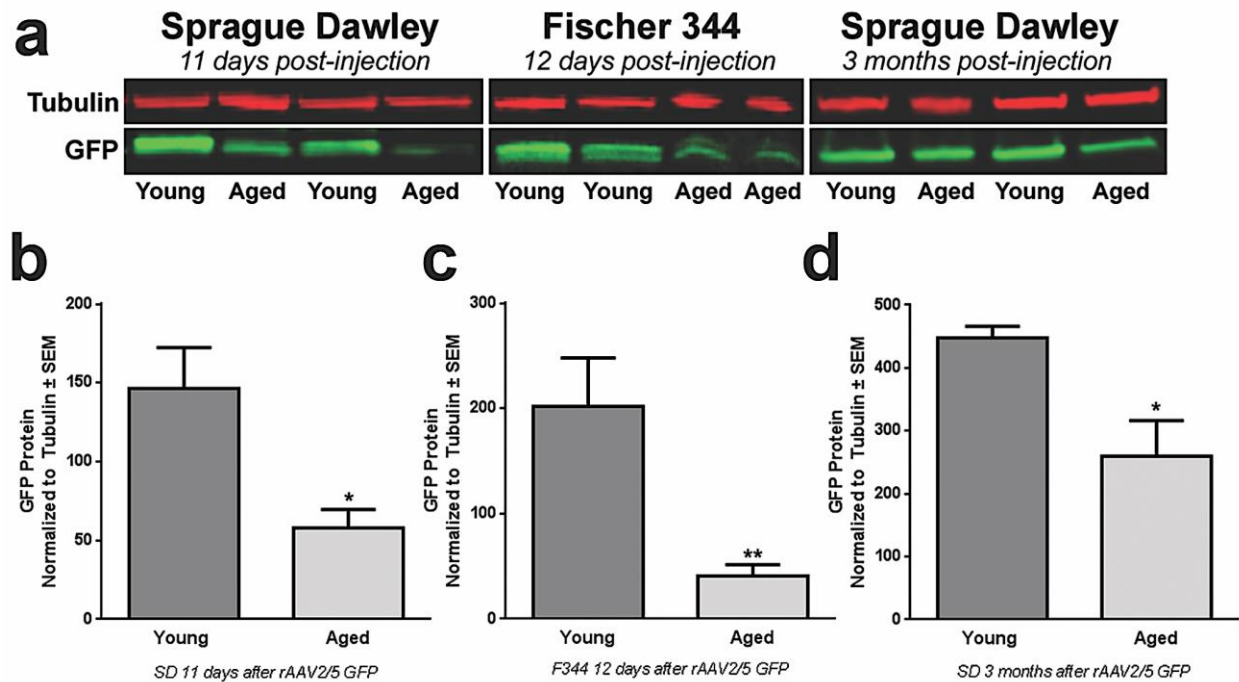 a
Sprague Dawley
11 days post-injection
Fischer 344
12 days post-injection
Sprague Dawley
3 months post-injection
Tubulin
GFP
Young Aged Young Aged
Young Young Aged Aged
Young Aged Young Aged
b
GFP Protein
Normalized to Tubulin ± SEM
200
150
100
50
0
*
Young Aged
SD 11 days after rAAV2/5 GFP
c
GFP Protein
Normalized to Tubulin ± SEM
300
200
100
0
**
Young Aged
F344 12 days after rAAV2/5 GFP
d
GFP Protein
Normalized to Tubulin ± SEM
500
400
300
200
100
0
*
Young Aged
SD 3 months after rAAV2/5 GFP